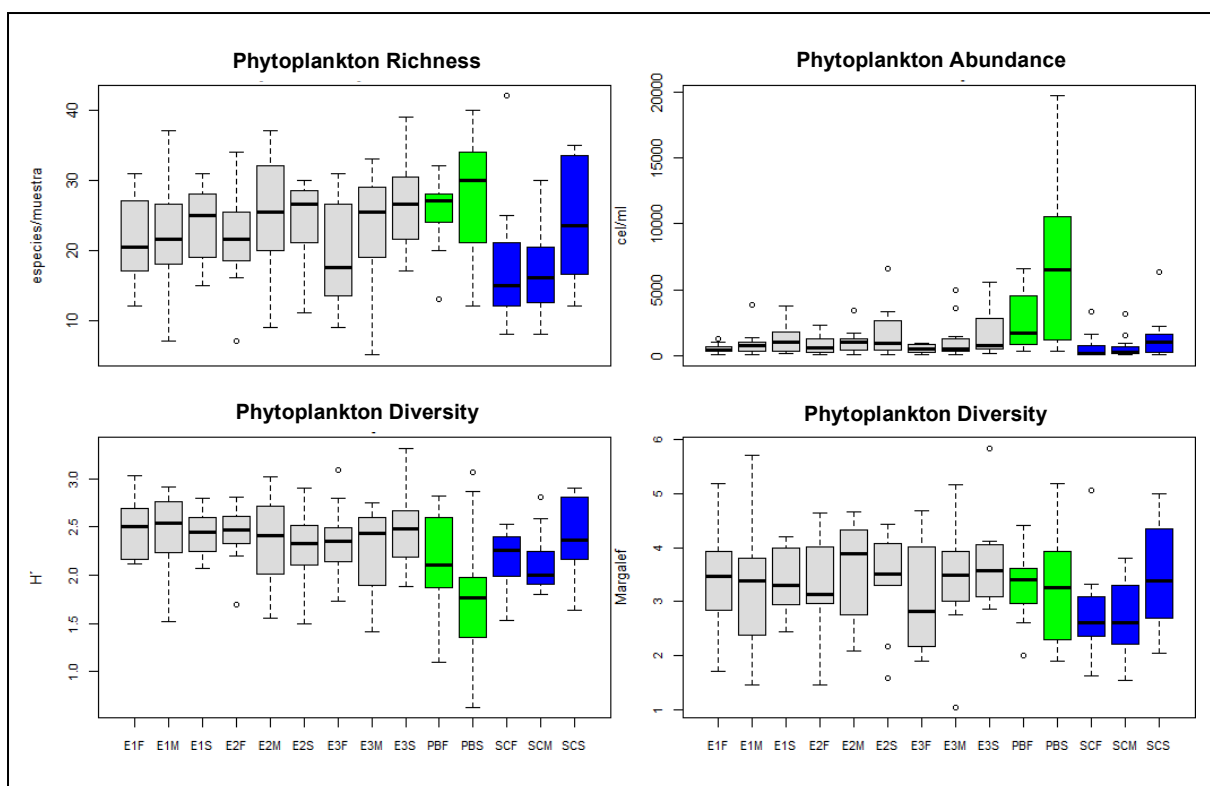 Phytoplankton Richness
especies/muestra
10
20
30
40
Phytoplankton Abundance
cel/ml
0
5000
10000
15000
20000
Phytoplankton Diversity
H´
1.0
1.5
2.0
2.5
3.0
E1F E1M E1S E2F E2M E2S E3F E3M E3S PBF PBS SCF SCM SCS
Phytoplankton Diversity
Margalef
1
2
3
4
5
6
E1F E1M E1S E2F E2M E2S E3F E3M E3S PBF PBS SCF SCM SCS